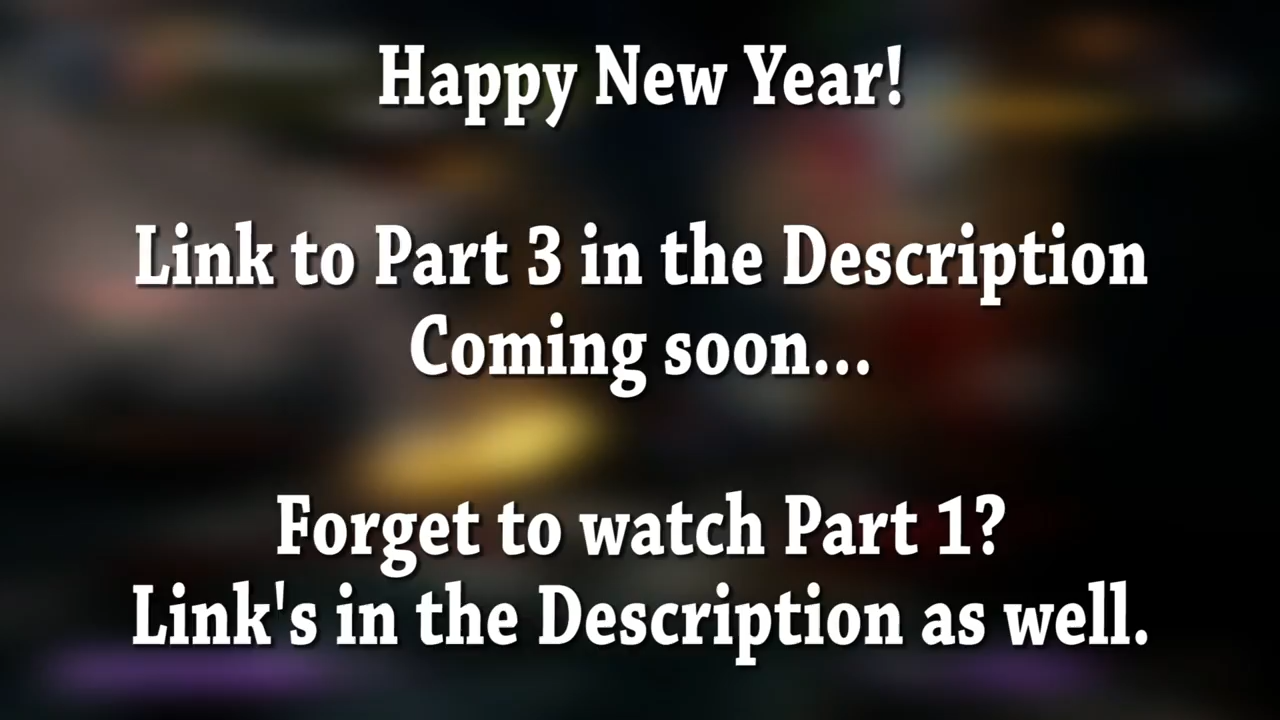 Happy New Year!
Link to Part 3 in the Description
Coming soon...
Forget to watch Part 1?
Link's in the Description as well.